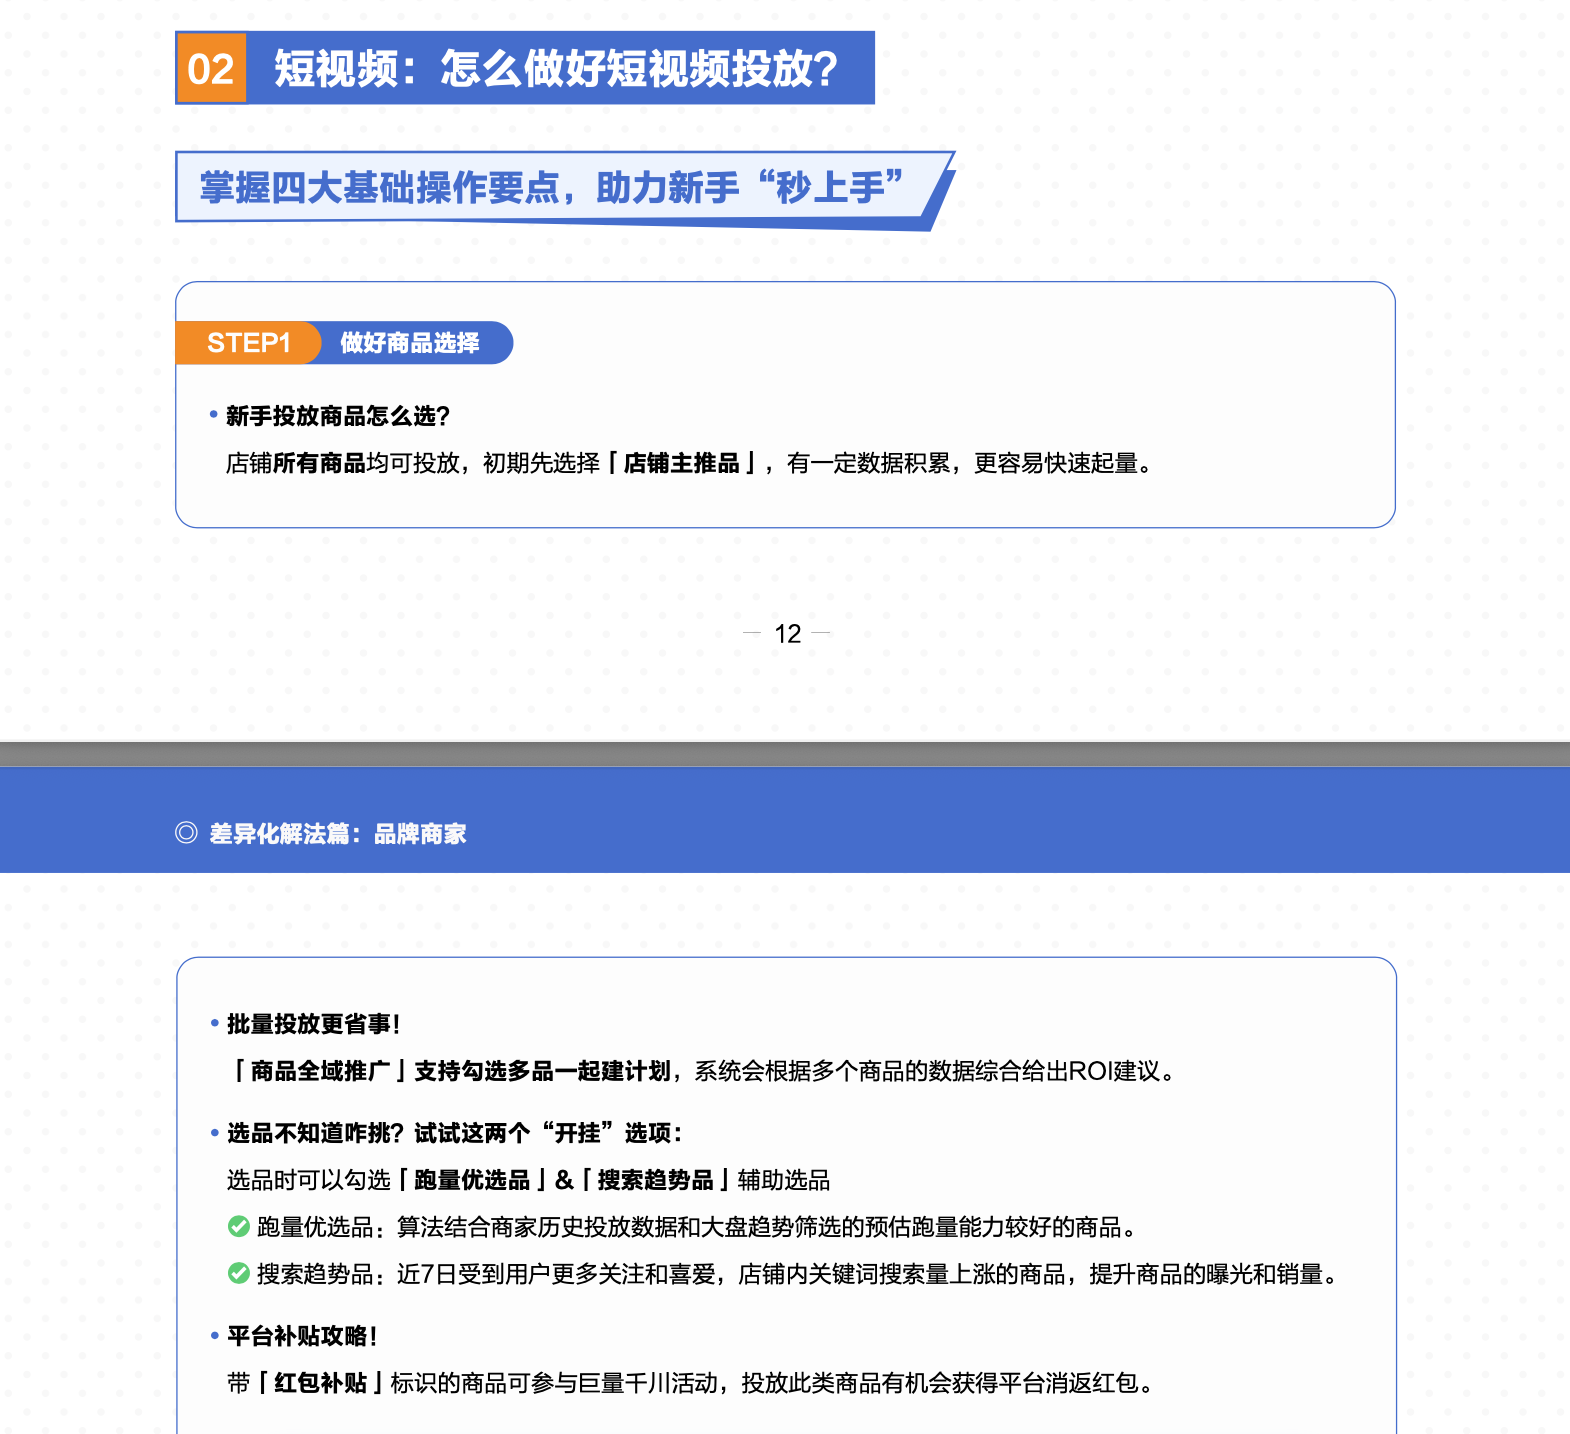 02 短视频：怎么做好短视频投放？
掌握四大基础操作要点，助力新手“秒上手”
STEP1 做好商品选择
• 新手投放商品怎么选？
店铺所有商品均可投放，初期先选择「店铺主推品」，有一定数据积累，更容易快速起量。
— 12 —
◎ 差异化解法篇：品牌商家
• 批量投放更省事！
「商品全域推广」支持勾选多品一起建计划，系统会根据多个商品的数据综合给出ROI建议。
• 选品不知道咋挑？试试这两个“开挂”选项：
选品时可以勾选「跑量优选品」&「搜索趋势品」辅助选品
跑量优选品：算法结合商家历史投放数据和大盘趋势筛选的预估跑量能力较好的商品。
搜索趋势品：近7日受到用户更多关注和喜爱，店铺内关键词搜索量上涨的商品，提升商品的曝光和销量。
• 平台补贴攻略！
带「红包补贴」标识的商品可参与巨量千川活动，投放此类商品有机会获得平台消返红包。